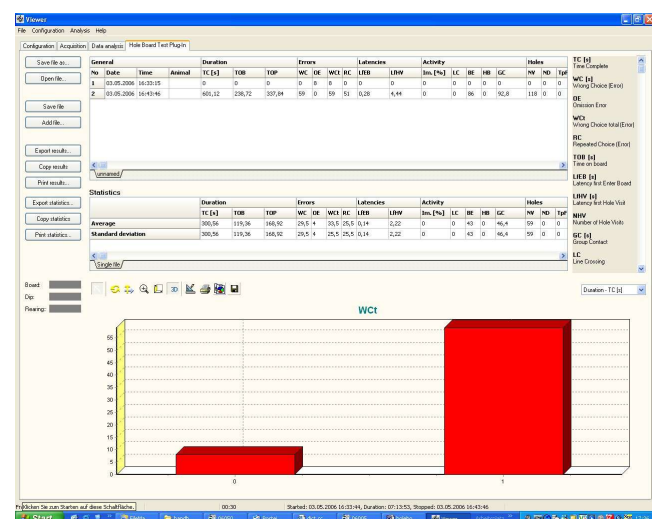 Viewer
File Configuration Analysis Help
Configuration Acquisition Data analysis Hole Board Test Plug-In
Save file as...
Open file...
Save file
Add file...
Export results...
Copy results
Print results...
Export statistics...
Copy statistics
Print statistics...
General Duration Errors Latencies Activity Holes
No Date Time Animal TC [s] TOB TOP WC OE WCt RC LfEB LfHV Im. [%] LC BE HB GC NV ND TpH
1 03.05.2006 16:33:15 0 0 0 0 8 8 0 0 0 0 0 0 0 0 0 0 0
2 03.05.2006 16:43:46 601,12 238,72 337,84 59 0 59 51 0,28 4,44 0 0 86 0 92,8 118 0 0
unnamed
Statistics
Duration Errors Latencies Activity Holes
TC [s] TOB TOP WC OE WCt RC LfEB LfHV Im. [%] LC BE HB GC NV ND TpH
Average 300,56 119,36 168,92 29,5 4 33,5 25,5 0,14 2,22 0 0 43 0 46,4 59 0 0
Standard deviation 300,56 119,36 168,92 29,5 4 25,5 25,5 0,14 2,22 0 0 43 0 46,4 59 0 0
Single file
TC [s]
Time Complete
WC [s]
Wrong Choice (Error)
OE
Omission Error
WCt
Wrong Choice total (Error)
RC
Repeated Choice (Error)
TOB [s]
Time on board
LfEB [s]
Latency first Enter Board
LfHV [s]
Latency first Hole Visit
NHV
Number of Hole Visits
GC [s]
Group Contact
LC
Line Crossing
Board:
Dip:
Rearing:
3D
Duration - TC [s]
WCt
55
50
45
40
35
30
25
20
15
10
5
0
0 1
Klicken Sie zum Starten auf diese Schaltfläche.
00:30
Started: 03.05.2006 16:33:44, Duration: 07:13:53, Stopped: 03.05.2006 16:43:46
Start